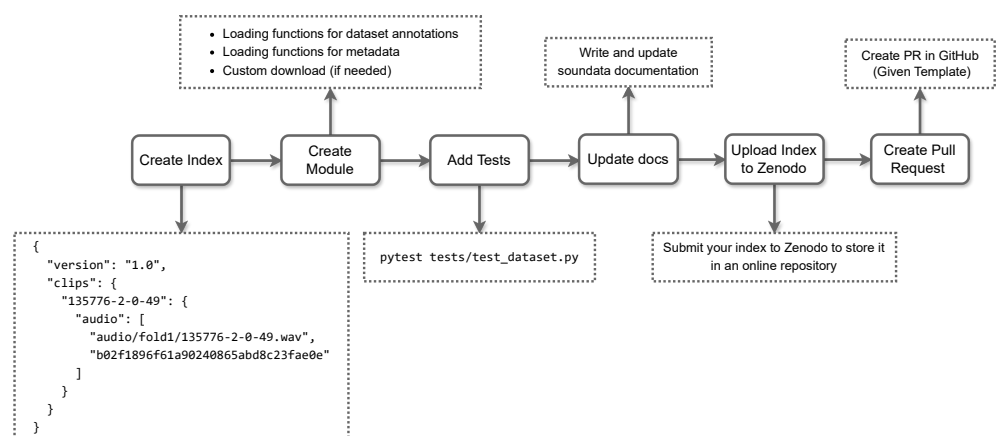 • Loading functions for dataset annotations
• Loading functions for metadata
• Custom download (if needed)
Write and update
soundata documentation
Create PR in GitHub
(Given Template)
Create Index
Create
Module
Add Tests
Update docs
Upload Index
to Zenodo
Create Pull
Request
{
"version": "1.0",
"clips": {
"135776-2-0-49": {
"audio": [
"audio/fold1/135776-2-0-49.wav",
"b02f1896f61a90240865abd8c23fae0e"
]
}
}
}
pytest tests/test_dataset.py
Submit your index to Zenodo to store it
in an online repository